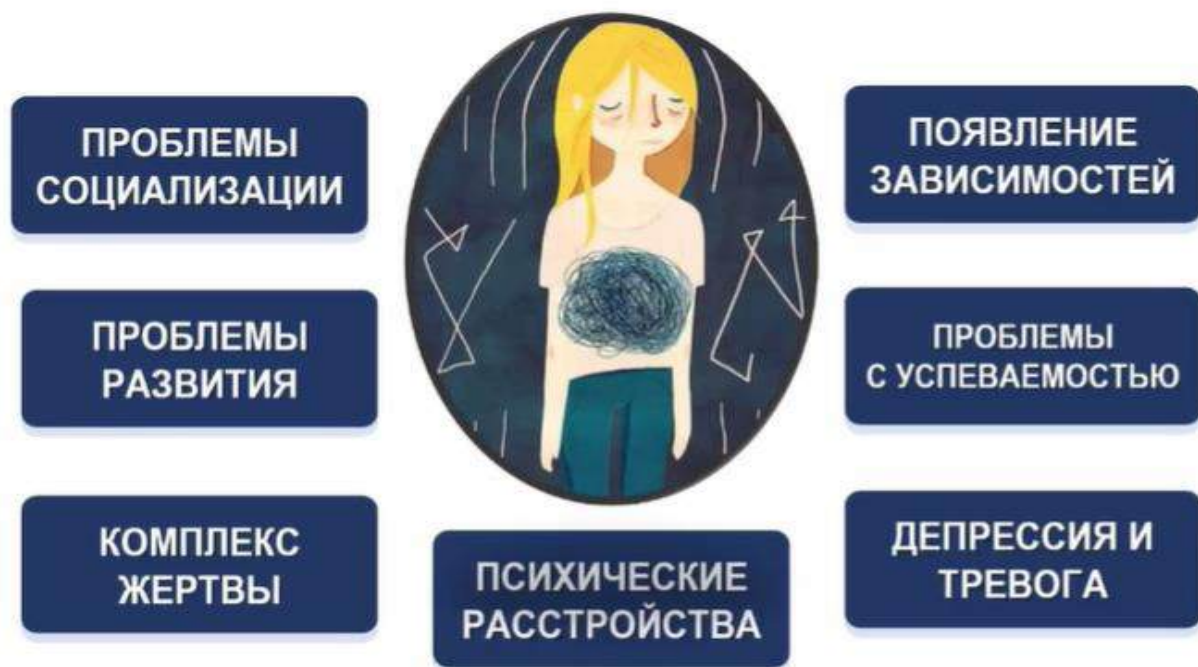 ПРОБЛЕМЫ
СОЦИАЛИЗАЦИИ
ПРОБЛЕМЫ
РАЗВИТИЯ
КОМПЛЕКС
ЖЕРТВЫ
ПСИХИЧЕСКИЕ
РАССТРОЙСТВА
ПОЯВЛЕНИЕ
ЗАВИСИМОСТЕЙ
ПРОБЛЕМЫ
С УСПЕВАЕМОСТЬЮ
ДЕПРЕССИЯ И
ТРЕВОГА